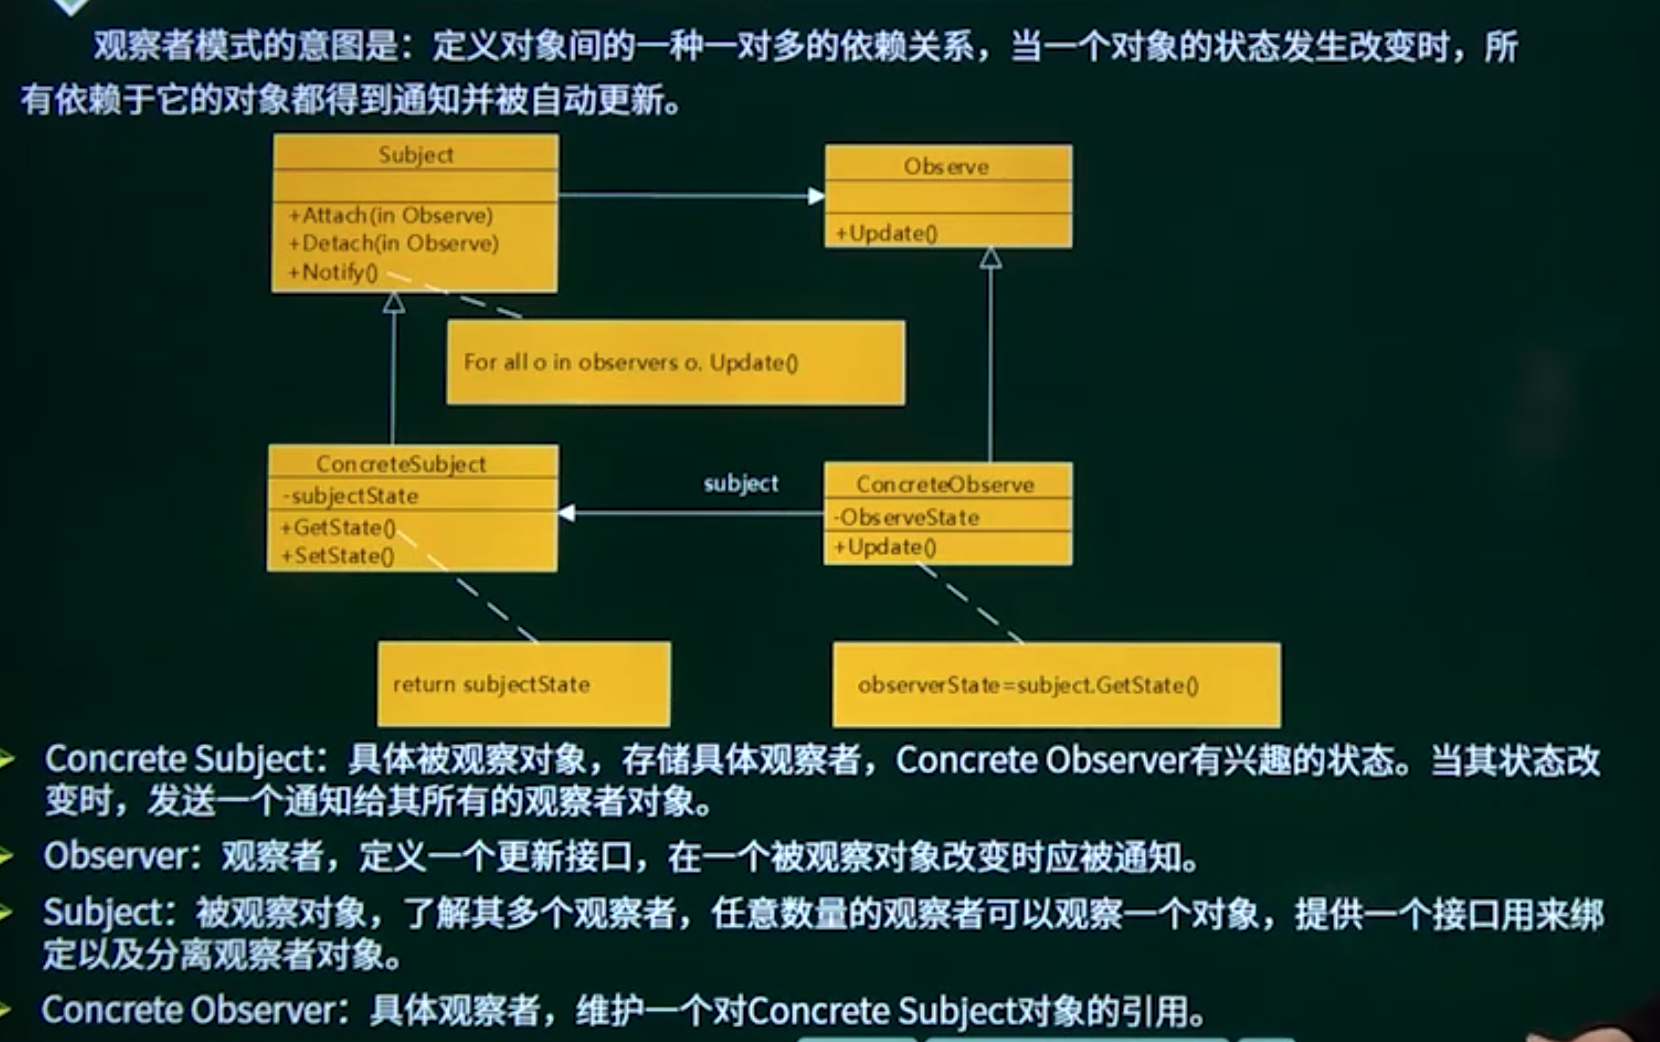 观察者模式的意图是：定义对象间的一种一对多的依赖关系，当一个对象的状态发生改变时，所
有依赖于它的对象都得到通知并被自动更新。
Subject
+Attach(in Observe)
+Detach(in Observe)
+Notify()
Observe
+Update()
For all o in observers o. Update()
ConcreteSubject
-subjectState
+GetState()
+SetState()
subject
ConcreteObserve
-ObserveState
+Update()
return subjectState
observerState=subject.GetState()
Concrete Subject：具体被观察对象，存储具体观察者，Concrete Observer有兴趣的状态。当其状态改
变时，发送一个通知给其所有的观察者对象。
Observer：观察者，定义一个更新接口，在一个被观察对象改变时应被通知。
Subject：被观察对象，了解其多个观察者，任意数量的观察者可以观察一个对象，提供一个接口用来绑
定以及分离观察者对象。
Concrete Observer：具体观察者，维护一个对Concrete Subject对象的引用。